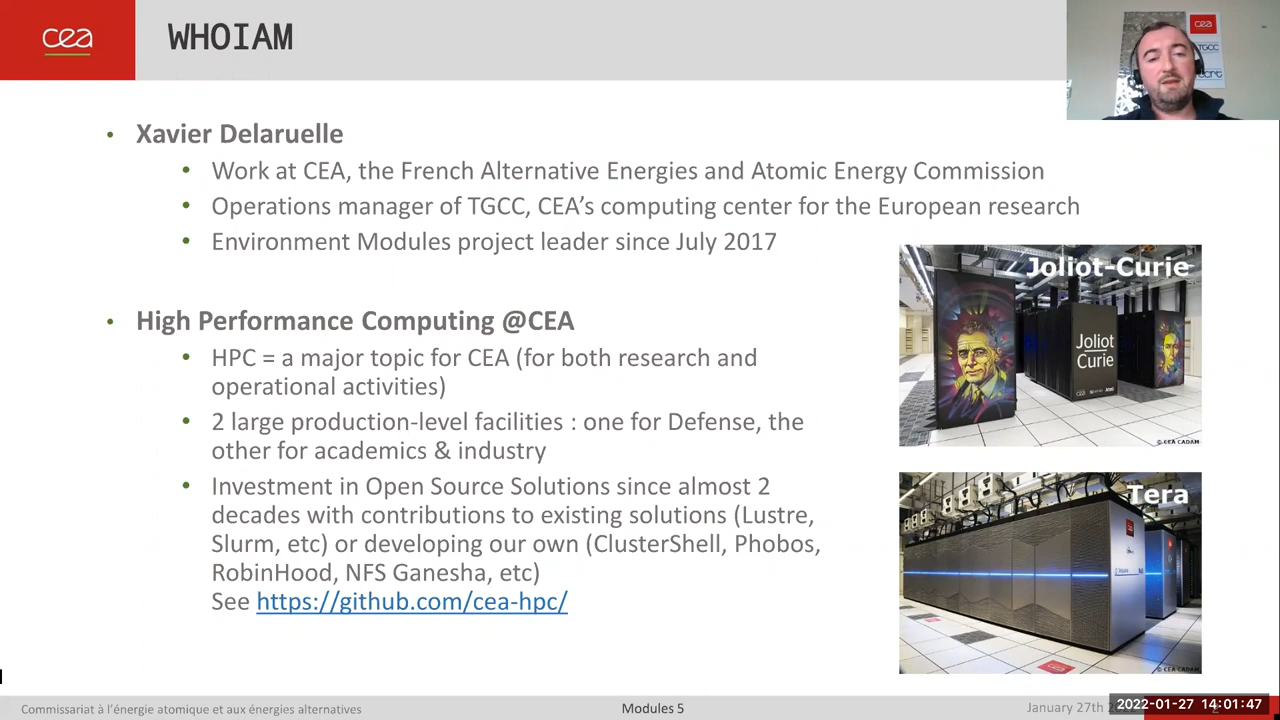 cea
WHOIAM
cea
TGCC
• Xavier Delaruelle
• Work at CEA, the French Alternative Energies and Atomic Energy Commission
• Operations manager of TGCC, CEA's computing center for the European research
• Environment Modules project leader since July 2017
• High Performance Computing @CEA
• HPC = a major topic for CEA (for both research and
operational activities)
• 2 large production-level facilities : one for Defense, the
other for academics & industry
• Investment in Open Source Solutions since almost 2
decades with contributions to existing solutions (Lustre,
Slurm, etc) or developing our own (ClusterShell, Phobos,
RobinHood, NFS Ganesha, etc)
See https://github.com/cea-hpc/
Joliot-Curie
Joliot
Curie
© CEA CADAM
Tera
© CEA CADAM
Commissariat à l'énergie atomique et aux énergies alternatives
Modules 5
January 27th
2022-01-27 14:01:47